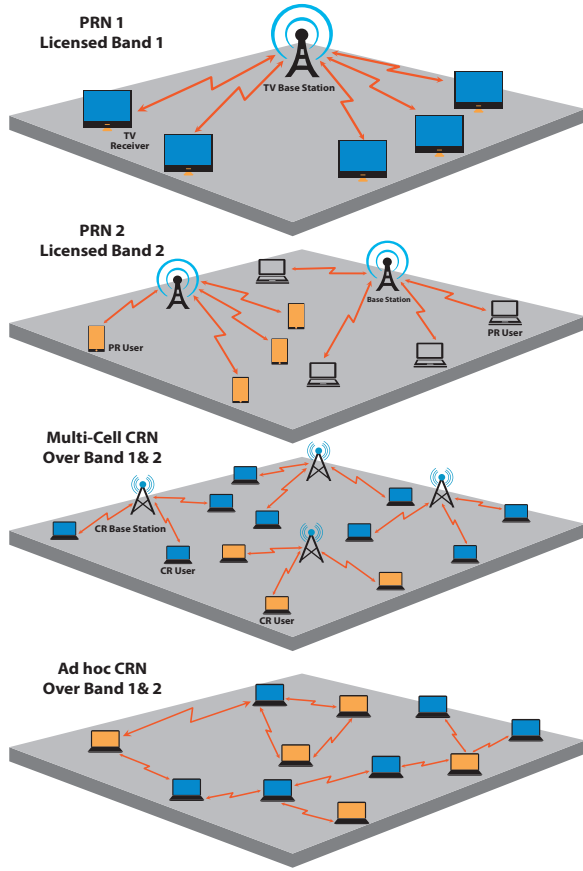 PRN 1
Licensed Band 1
TV Base Station
TV
Receiver
PRN 2
Licensed Band 2
Base Station
PR User
PR User
Multi-Cell CRN
Over Band 1& 2
CR Base Station
CR User
CR User
Ad hoc CRN
Over Band 1& 2